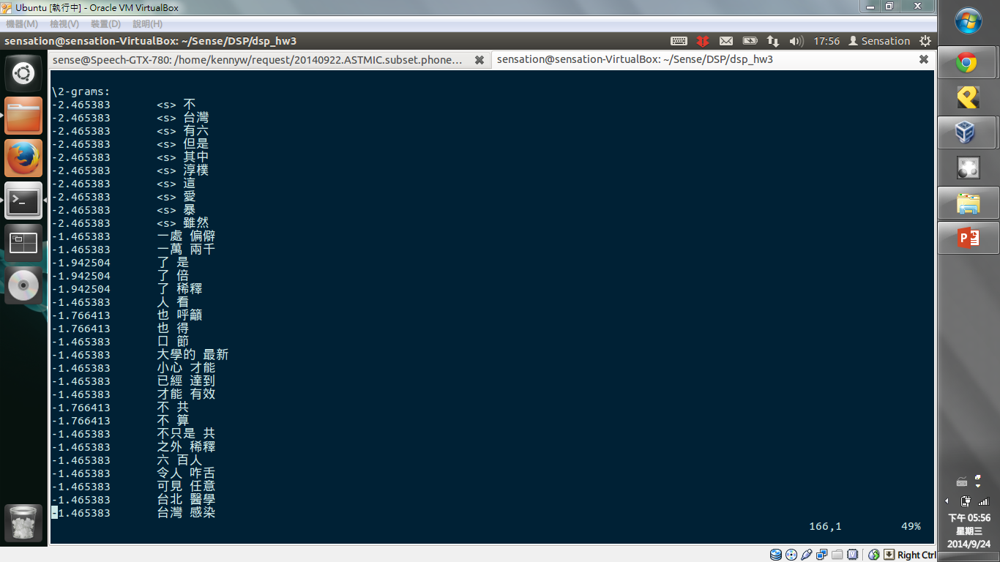 Ubuntu [執行中] - Oracle VM VirtualBox
機器(M) 檢視(V) 裝置(D) 說明(H)
sensation@sensation-VirtualBox: ~/Sense/DSP/dsp_hw3 17:56 Sensation
sense@Speech-GTX-780: /home/kennyw/request/20140922.ASTMIC.subset.phone... sensation@sensation-VirtualBox: ~/Sense/DSP/dsp_hw3
\2-grams:
-2.465383 <s> 不
-2.465383 <s> 台灣
-2.465383 <s> 有六
-2.465383 <s> 但是
-2.465383 <s> 其中
-2.465383 <s> 淳樸
-2.465383 <s> 這
-2.465383 <s> 愛
-2.465383 <s> 暴
-2.465383 <s> 雖然
-1.465383 一處 偏僻
-1.465383 一萬 兩千
-1.942504 了 是
-1.942504 了 倍
-1.942504 了 稀釋
-1.465383 人 看
-1.766413 也 呼籲
-1.766413 也 得
-1.465383 口 節
-1.465383 大學的 最新
-1.465383 小心 才能
-1.465383 已經 達到
-1.465383 才能 有效
-1.766413 不 共
-1.766413 不 算
-1.465383 不只是 共
-1.465383 之外 稀釋
-1.465383 六 百人
-1.465383 令人 咋舌
-1.465383 可見 任意
-1.465383 台北 醫學
-1.465383 台灣 感染
166,1 49%
Right Ctrl
下午 05:56
星期三
2014/9/24